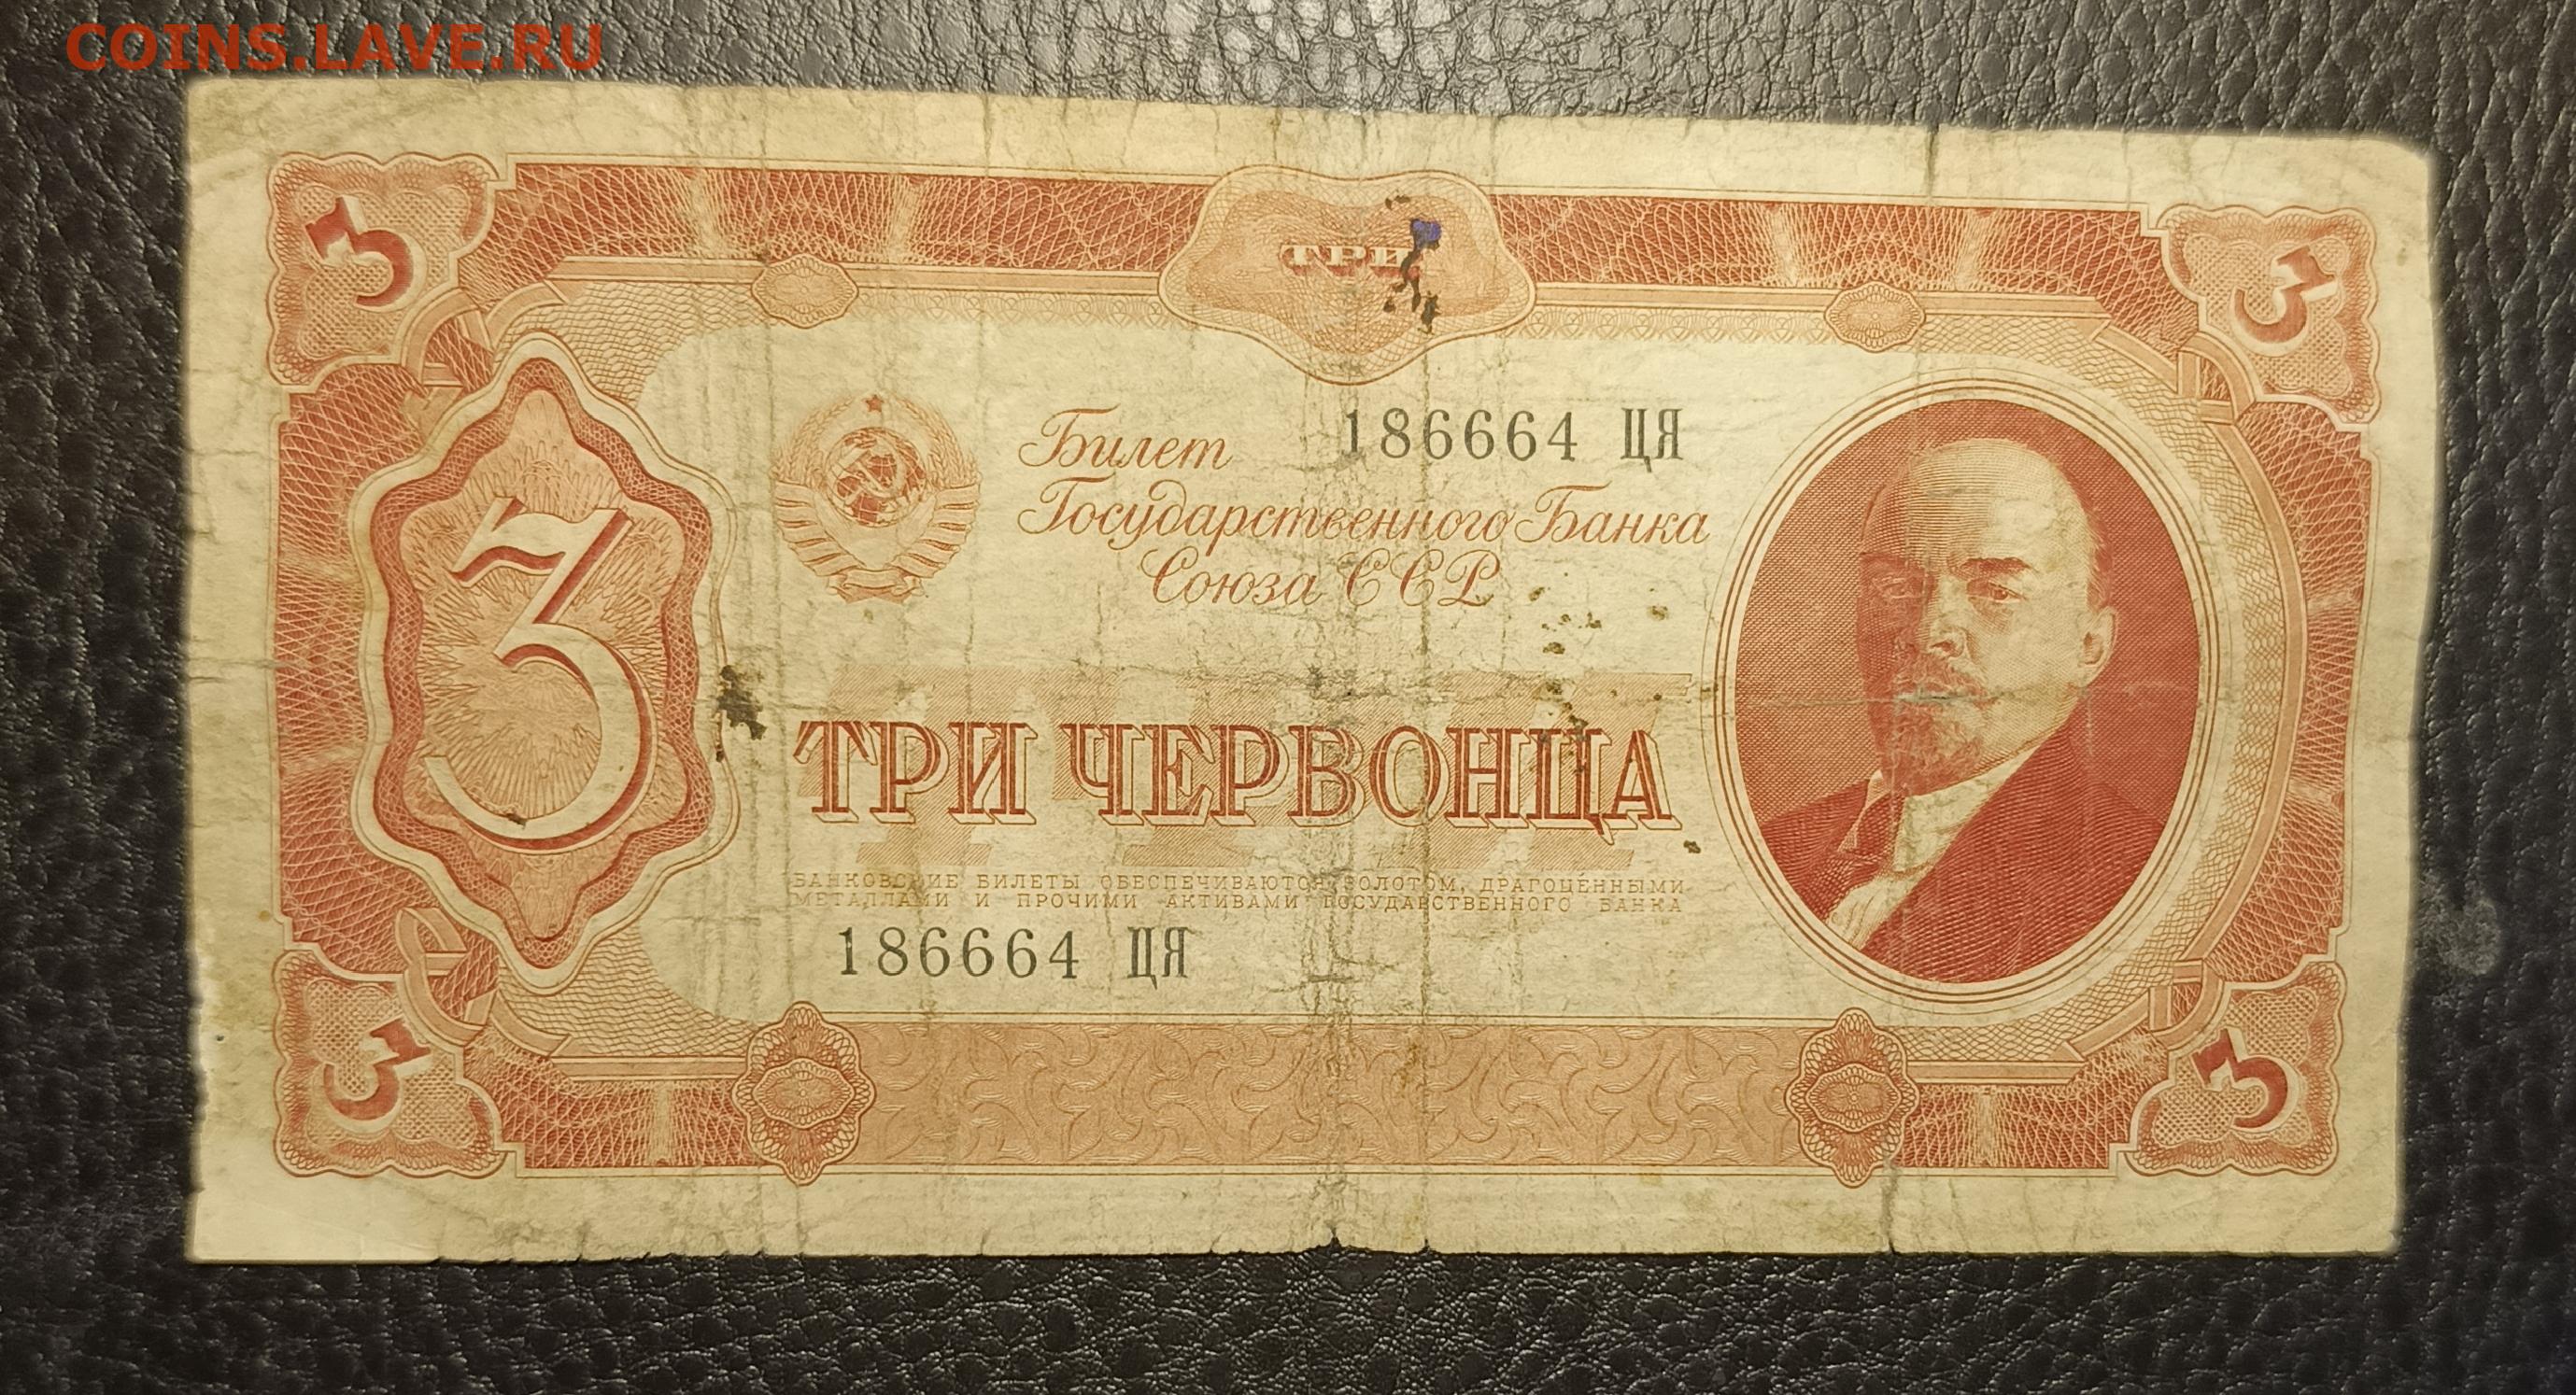 COINS.LAVE.RU
3
ТРИ
3
Билет 186664 ЦЯ
Государственного Банка
Союза ССР
3
1937
ТРИ ЧЕРВОНЦА
БАНКОВСКИЕ БИЛЕТЫ ОБЕСПЕЧИВАЮТСЯ ЗОЛОТОМ, ДРАГОЦЕННЫМИ
МЕТАЛЛАМИ И ПРОЧИМИ АКТИВАМИ ГОСУДАРСТВЕННОГО БАНКА
186664 ЦЯ
3
3